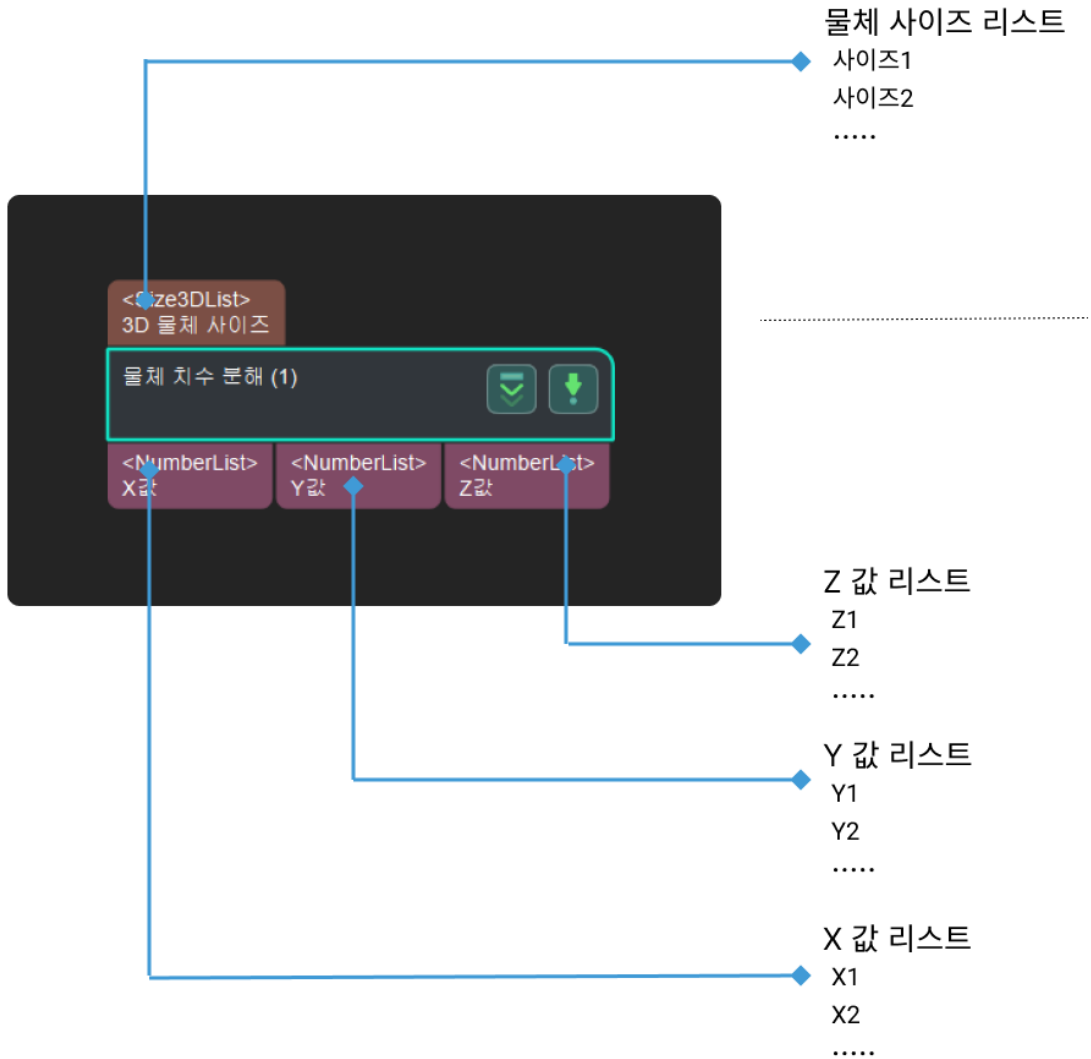 물체 사이즈 리스트
사이즈1
사이즈2
.....
<Size3DList>
3D 물체 사이즈
물체 치수 분해 (1)
<NumberList> <NumberList> <NumberList>
X값 Y값 Z값
Z 값 리스트
Z1
Z2
.....
Y 값 리스트
Y1
Y2
.....
X 값 리스트
X1
X2
.....